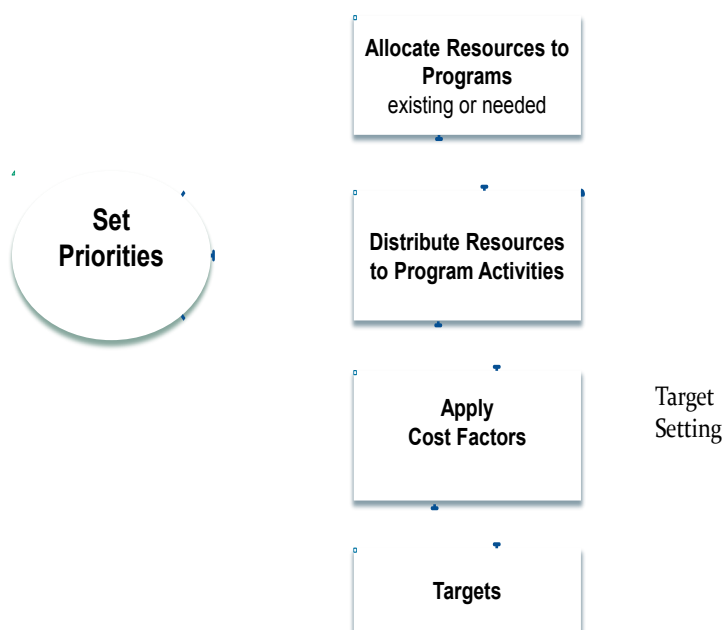 Allocate Resources to
Programs
existing or needed
Set
Priorities
Distribute Resources
to Program Activities
Apply
Cost Factors
Target
Setting
Targets